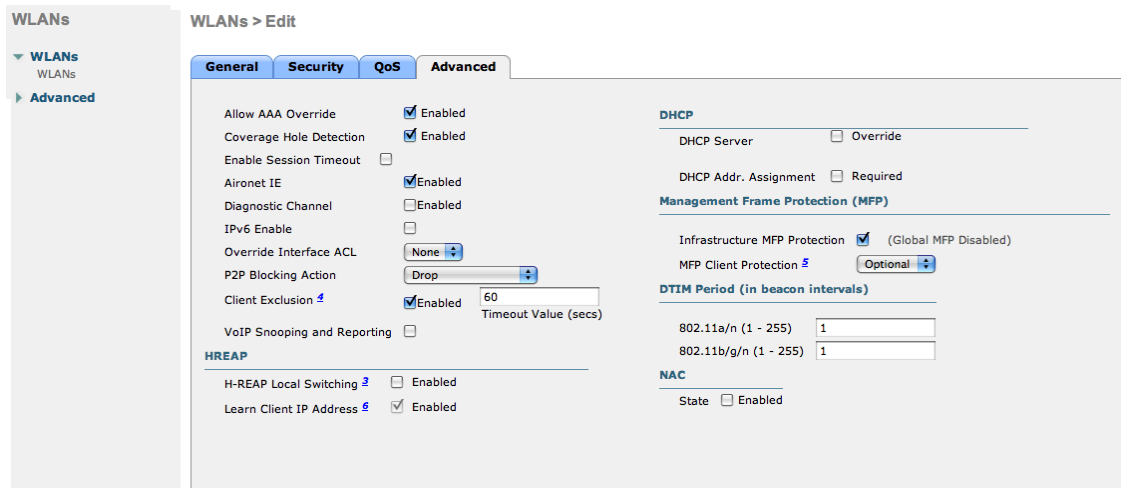 WLANs
WLANs > Edit
WLANs
WLANs
Advanced
General Security QoS Advanced
Allow AAA Override Enabled
Coverage Hole Detection Enabled
Enable Session Timeout
Aironet IE Enabled
Diagnostic Channel Enabled
IPv6 Enable
Override Interface ACL None
P2P Blocking Action Drop
Client Exclusion 4 Enabled 60
Timeout Value (secs)
VoIP Snooping and Reporting
HREAP
H-REAP Local Switching 3 Enabled
Learn Client IP Address 6 Enabled
DHCP
DHCP Server Override
DHCP Addr. Assignment Required
Management Frame Protection (MFP)
Infrastructure MFP Protection (Global MFP Disabled)
MFP Client Protection 5 Optional
DTIM Period (in beacon intervals)
802.11a/n (1 - 255) 1
802.11b/g/n (1 - 255) 1
NAC
State Enabled